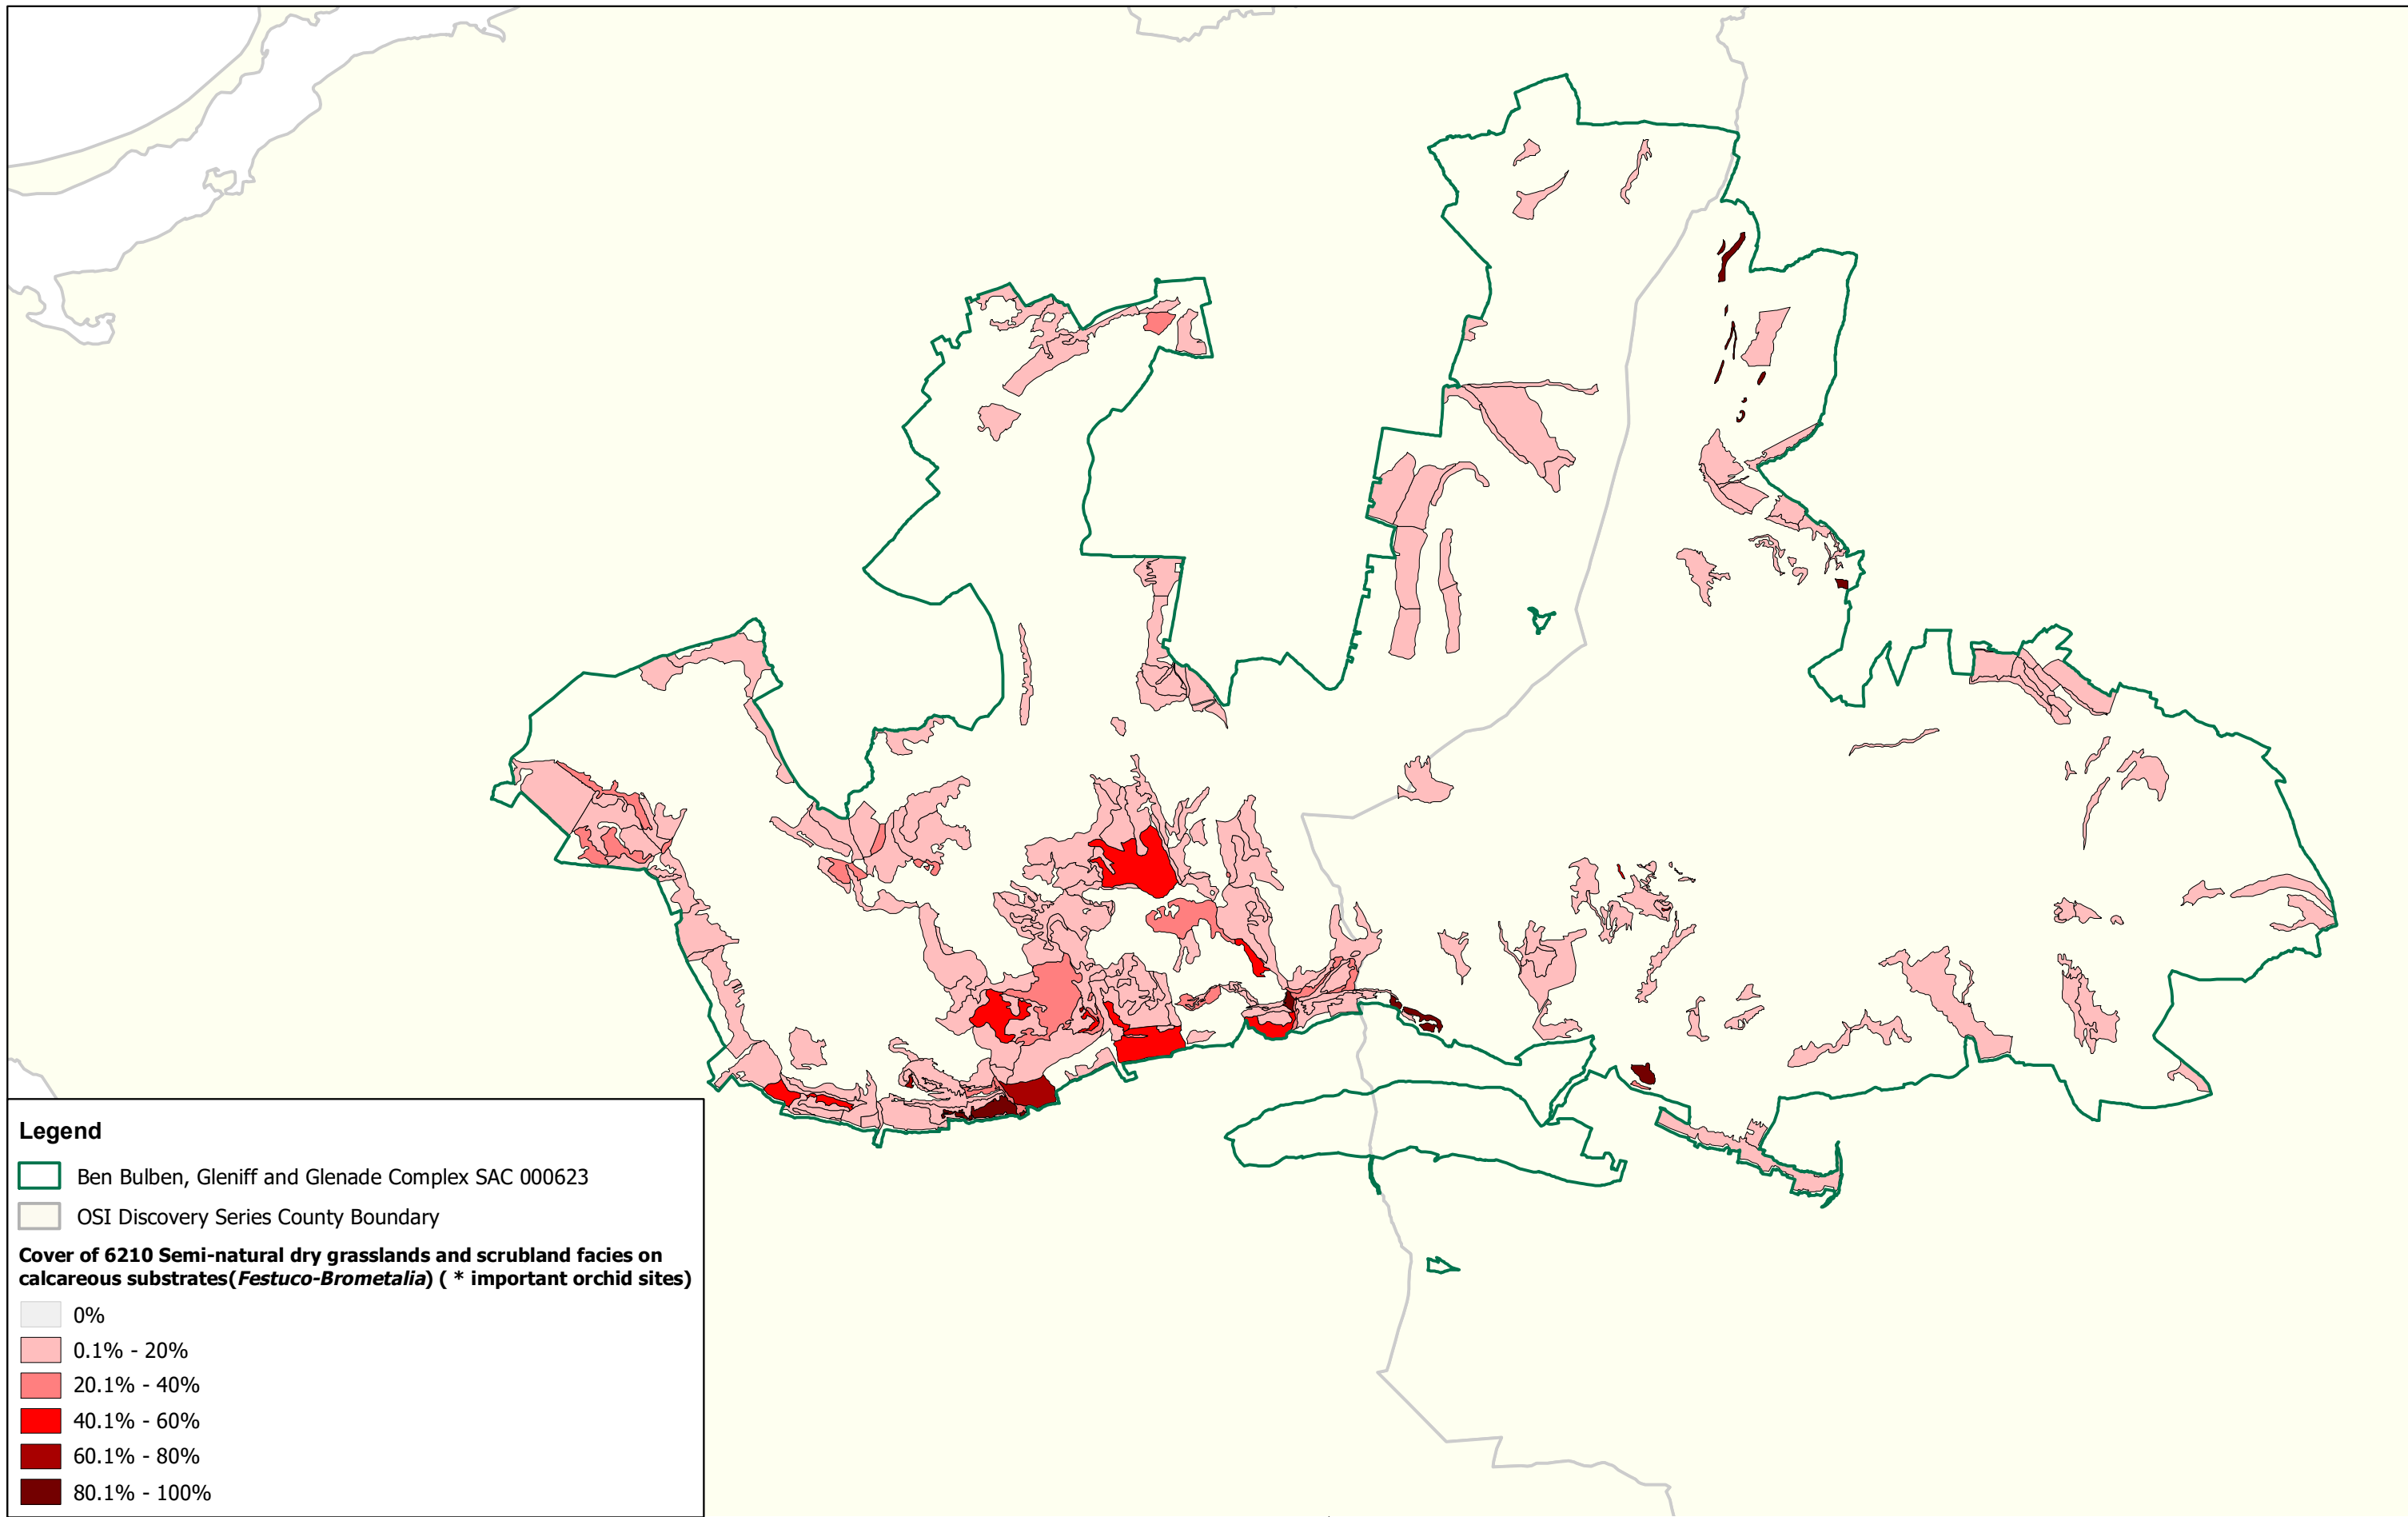 Legend
Ben Bulben, Gleniff and Glenade Complex SAC 000623
OSI Discovery Series County Boundary
Cover of 6210 Semi-natural dry grasslands and scrubland facies on
calcareous substrates(Festuco-Brometalia) ( * important orchid sites)
0%
0.1% - 20%
20.1% - 40%
40.1% - 60%
60.1% - 80%
80.1% - 100%